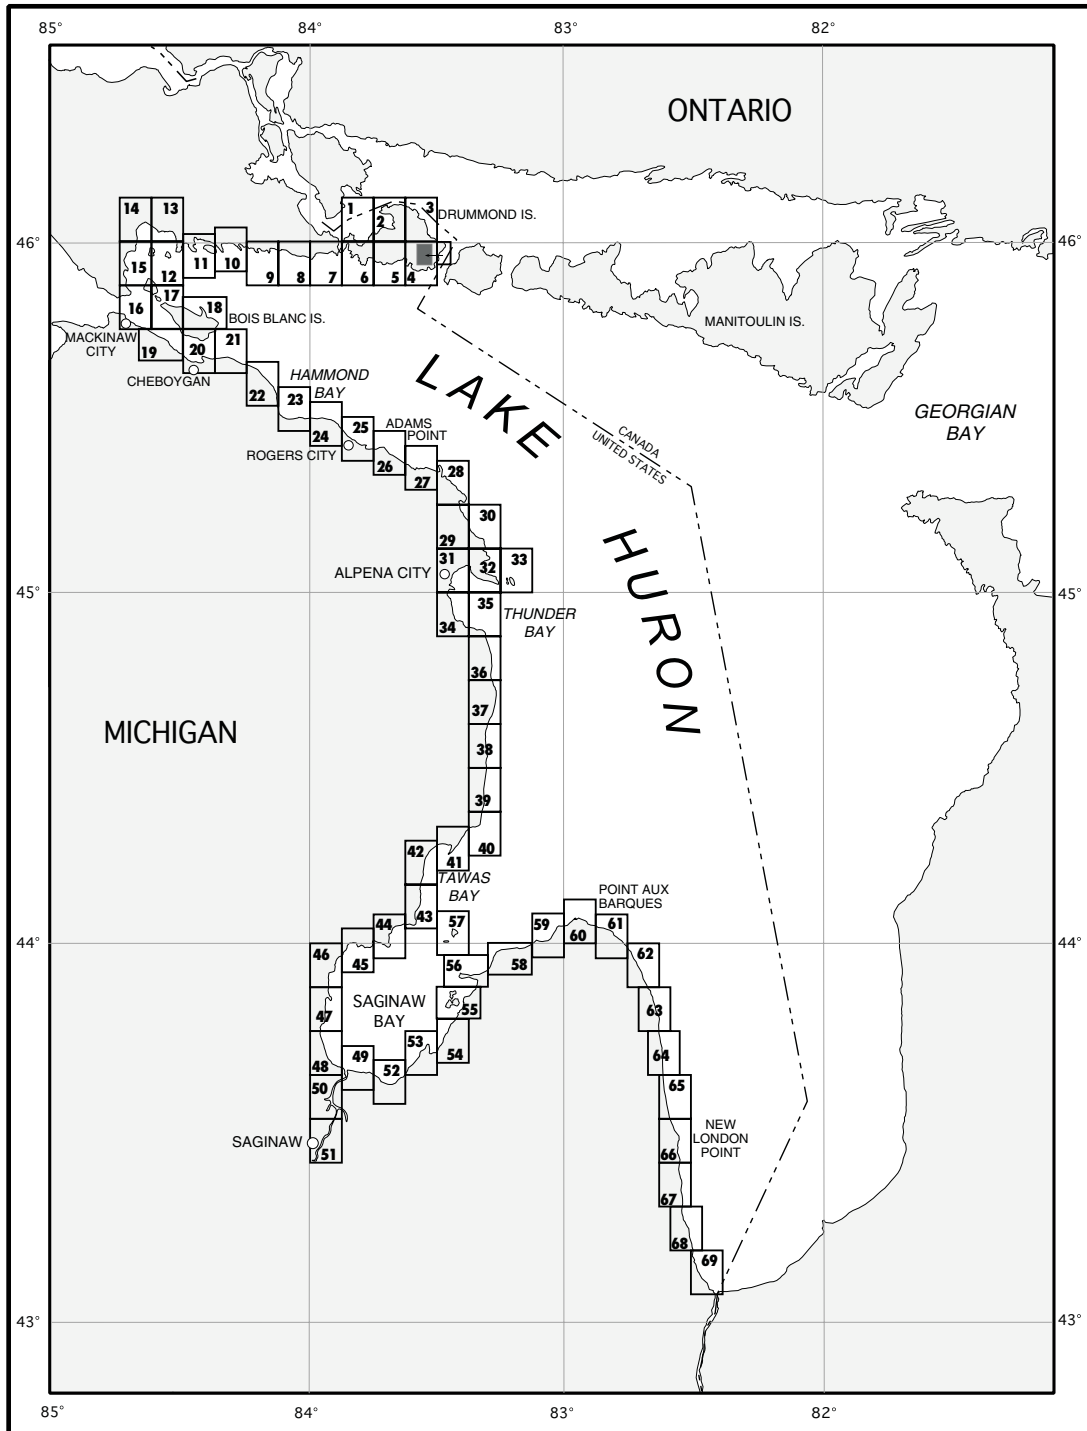 85°
84°
83°
82°
ONTARIO
14
13
1
2
3
DRUMMOND IS.
46°
46°
15
12
11
10
9
8
7
6
5
4
16
17
18
BOIS BLANC IS.
MANITOULIN IS.
MACKINAW
CITY
19
20
21
CHEBOYGAN
22
HAMMOND
BAY
23
LAKE
GEORGIAN
BAY
24
25
ADAMS
POINT
ROGERS CITY
26
27
28
CANADA
UNITED STATES
29
30
31
32
33
ALPENA CITY
HURON
45°
45°
34
35
THUNDER
BAY
36
37
MICHIGAN
38
39
40
42
41
TAWAS
BAY
43
57
44
POINT AUX
BARQUES
59
60
61
44°
44°
46
45
62
56
58
47
SAGINAW
BAY
55
63
48
49
53
54
64
52
50
65
SAGINAW
51
NEW
LONDON
POINT
66
67
68
69
43°
43°
85°
84°
83°
82°